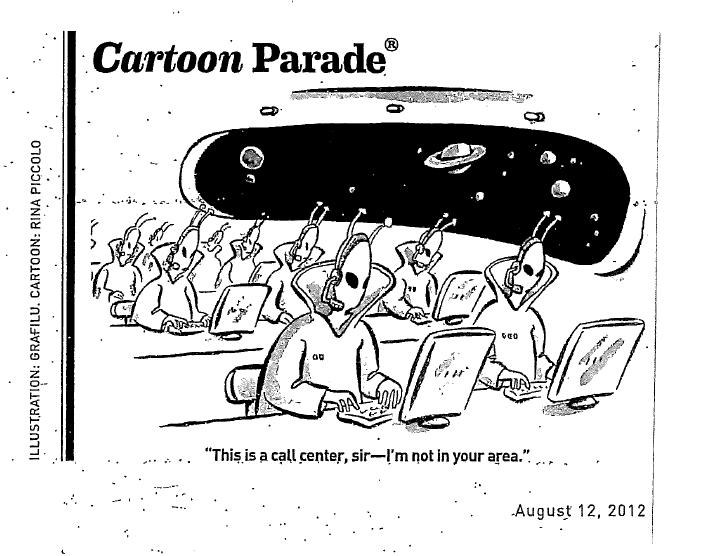 Cartoon Parade®
ILLUSTRATION: GRAFILU. CARTOON: RINA PICCOLO
“This is a call center, sir—I’m not in your area.”
August 12, 2012